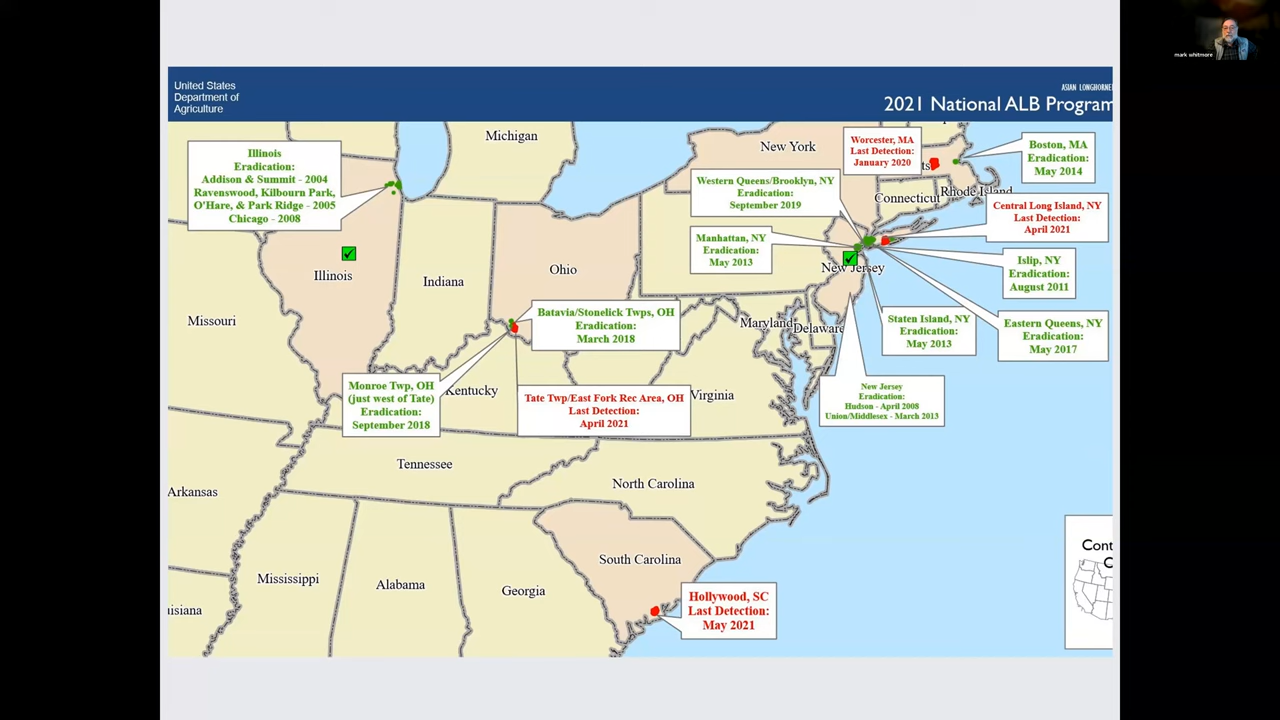 mark whitmore
United States
Department of
Agriculture
ASIAN LONGHORNE
2021 National ALB Program
Michigan
New York
Connecticut
Rhode Island
Illinois
Indiana
Ohio
New Jersey
Missouri
Maryland
Delaware
Kentucky
Virginia
Tennessee
North Carolina
Arkansas
South Carolina
Mississippi
Alabama
Georgia
uisiana
ts
Illinois
Eradication:
Addison & Summit - 2004
Ravenswood, Kilbourn Park,
O'Hare, & Park Ridge - 2005
Chicago - 2008
Worcester, MA
Last Detection:
January 2020
Boston, MA
Eradication:
May 2014
Western Queens/Brooklyn, NY
Eradication:
September 2019
Central Long Island, NY
Last Detection:
April 2021
Manhattan, NY
Eradication:
May 2013
Islip, NY
Eradication:
August 2011
Batavia/Stonelick Twps, OH
Eradication:
March 2018
Staten Island, NY
Eradication:
May 2013
Eastern Queens, NY
Eradication:
May 2017
Monroe Twp, OH
(just west of Tate)
Eradication:
September 2018
Tate Twp/East Fork Rec Area, OH
Last Detection:
April 2021
New Jersey
Eradication:
Hudson - April 2008
Union/Middlesex - March 2013
Hollywood, SC
Last Detection:
May 2021
Cont
C